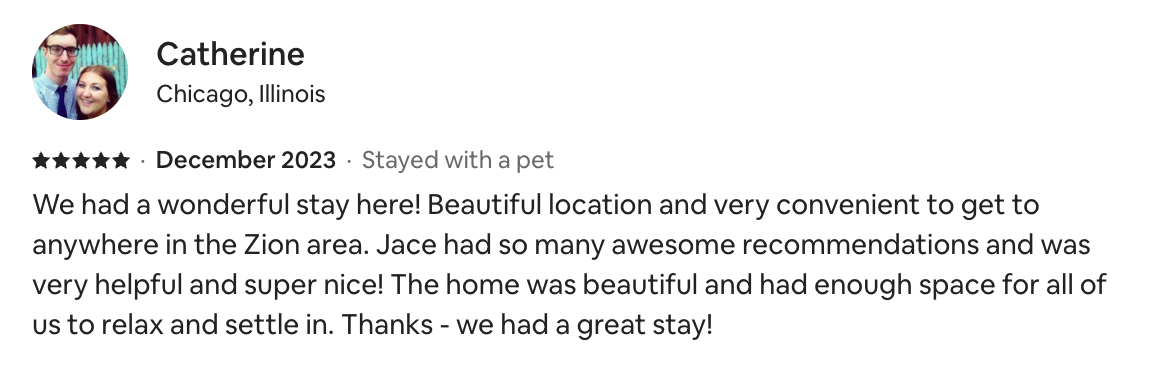 Catherine
Chicago, Illinois
★★★★★ · December 2023 · Stayed with a pet
We had a wonderful stay here! Beautiful location and very convenient to get to
anywhere in the Zion area. Jace had so many awesome recommendations and was
very helpful and super nice! The home was beautiful and had enough space for all of
us to relax and settle in. Thanks - we had a great stay!